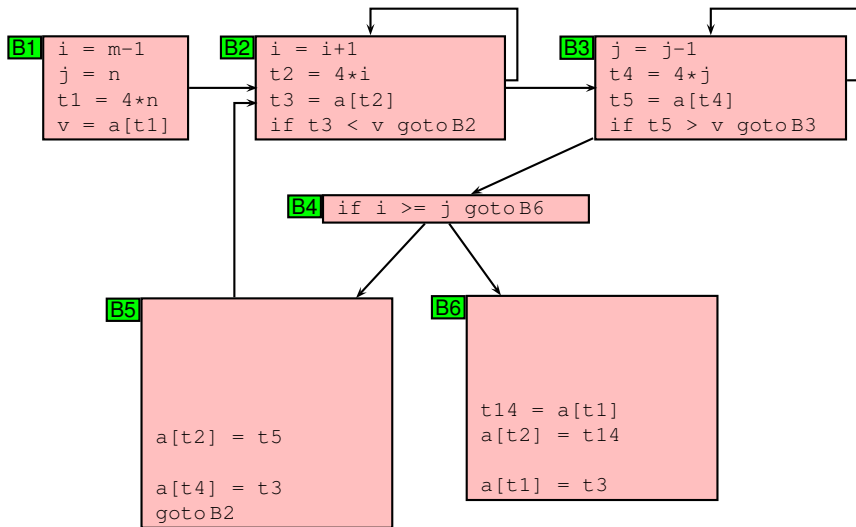 B1
i = m-1
j = n
t1 = 4*n
v = a[t1]
B2
i = i+1
t2 = 4*i
t3 = a[t2]
if t3 < v goto B2
B3
j = j-1
t4 = 4*j
t5 = a[t4]
if t5 > v goto B3
B4
if i >= j goto B6
B5
a[t2] = t5
a[t4] = t3
goto B2
B6
t14 = a[t1]
a[t2] = t14
a[t1] = t3